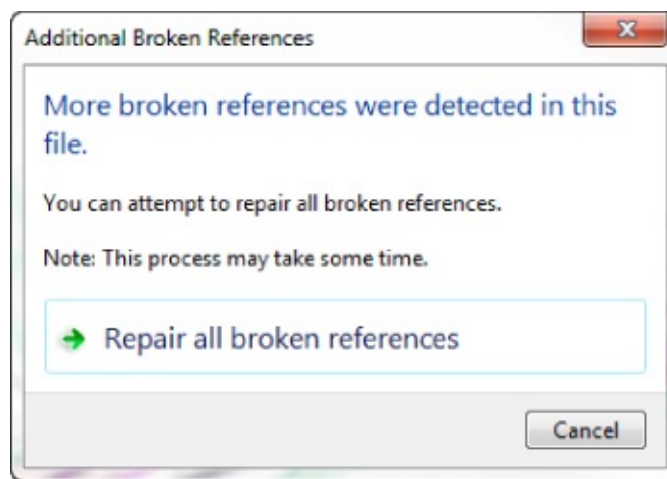 Additional Broken References
More broken references were detected in this
file.
You can attempt to repair all broken references.
Note: This process may take some time.
Repair all broken references
Cancel